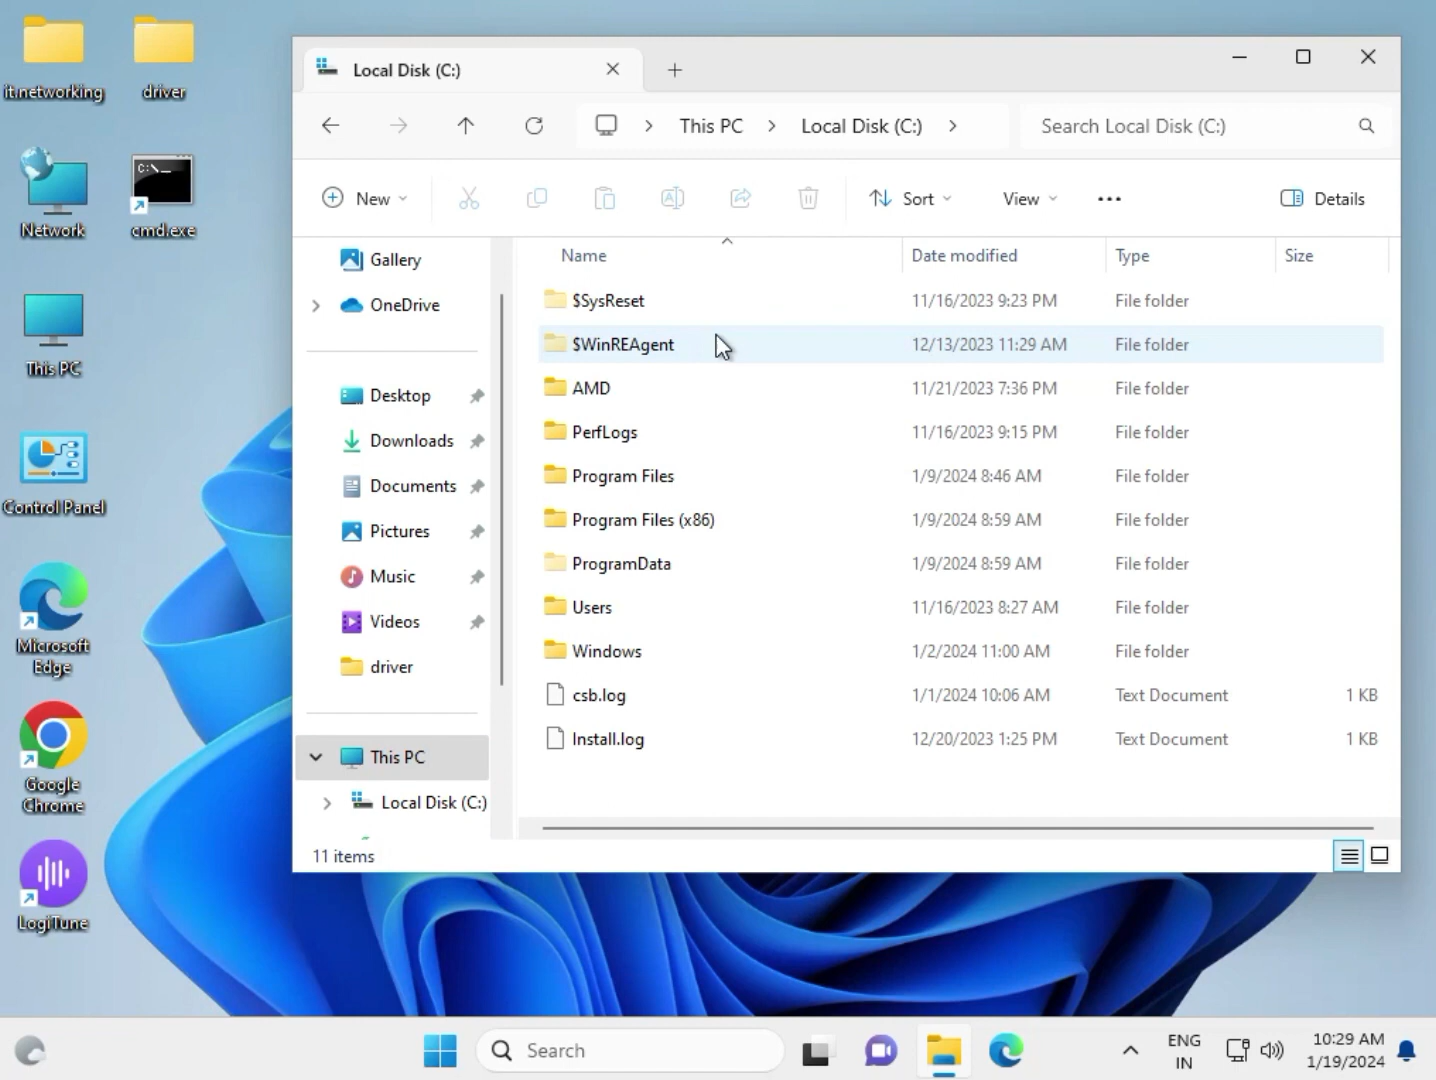 it.networking
driver
Network
cmd.exe
This PC
Control Panel
Microsoft
Edge
Google
Chrome
LogiTune
Local Disk (C:)
This PC
Local Disk (C:)
Search Local Disk (C:)
New
Sort
View
Details
Gallery
OneDrive
Desktop
Downloads
Documents
Pictures
Music
Videos
driver
This PC
Local Disk (C:)
Name Date modified Type Size
$SysReset 11/16/2023 9:23 PM File folder
$WinREAgent 12/13/2023 11:29 AM File folder
AMD 11/21/2023 7:36 PM File folder
PerfLogs 11/16/2023 9:15 PM File folder
Program Files 1/9/2024 8:46 AM File folder
Program Files (x86) 1/9/2024 8:59 AM File folder
ProgramData 1/9/2024 8:59 AM File folder
Users 11/16/2023 8:27 AM File folder
Windows 1/2/2024 11:00 AM File folder
csb.log 1/1/2024 10:06 AM Text Document 1 KB
Install.log 12/20/2023 1:25 PM Text Document 1 KB
11 items
Search
ENG
IN
10:29 AM
1/19/2024